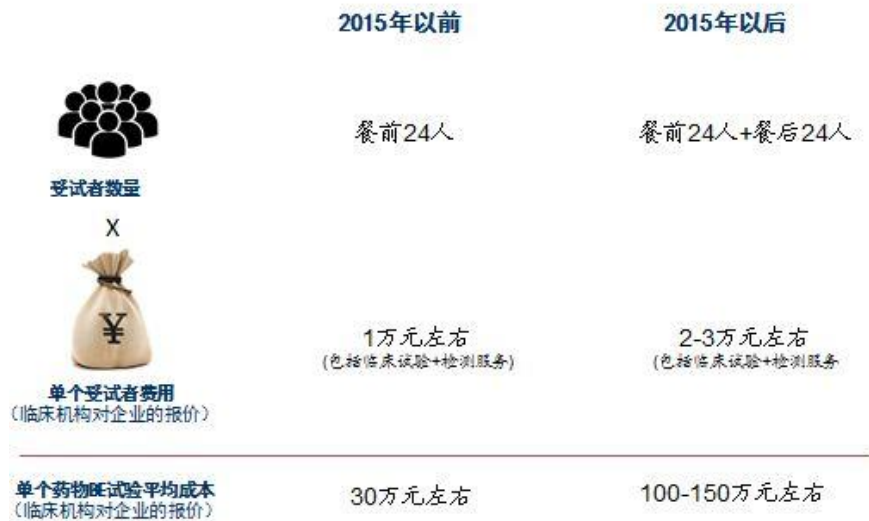 2015年以前
2015年以后
餐前24人
餐前24人+餐后24人
受试者数量
X
¥
1万元左右
2-3万元左右
(包括临床试验+检测服务)
(包括临床试验+检测服务
单个受试者费用
（临床机构对企业的报价）
单个药物BE试验平均成本
（临床机构对企业的报价）
30万元左右
100-150万元左右